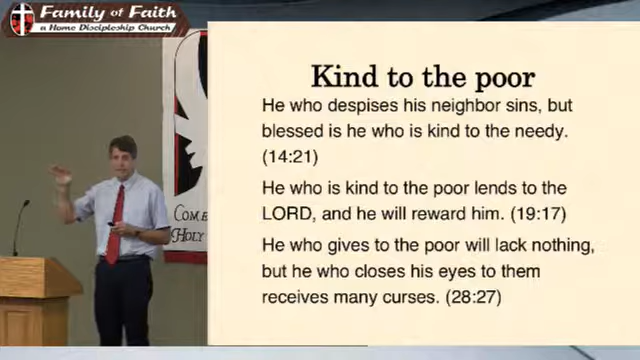 Family of Faith
a Home Discipleship Church
Kind to the poor
He who despises his neighbor sins, but
blessed is he who is kind to the needy.
(14:21)
He who is kind to the poor lends to the
LORD, and he will reward him. (19:17)
He who gives to the poor will lack nothing,
but he who closes his eyes to them
receives many curses. (28:27)
COME
HOLY